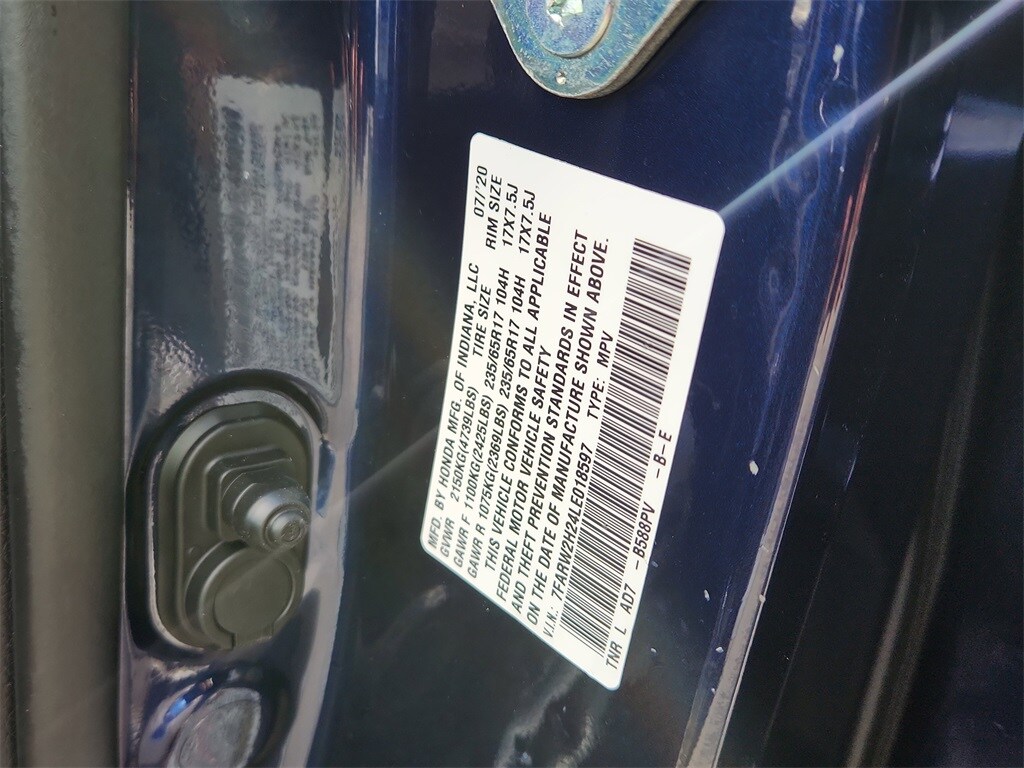 MFD. BY HONDA MFG. OF INDIANA, LLC 07/'20
GVWR 2150KG(4739LBS) TIRE SIZE RIM SIZE
GAWR F 1100KG(2425LBS) 235/65R17 104H 17X7.5J
GAWR R 1075KG(2369LBS) 235/65R17 104H 17X7.5J
THIS VEHICLE CONFORMS TO ALL APPLICABLE
FEDERAL MOTOR VEHICLE SAFETY
AND THEFT PREVENTION STANDARDS IN EFFECT
ON THE DATE OF MANUFACTURE SHOWN ABOVE.
V.I.N.: 7FARW2H24LE018597 TYPE: MPV
TNR L AD7 -B588PV -B-E